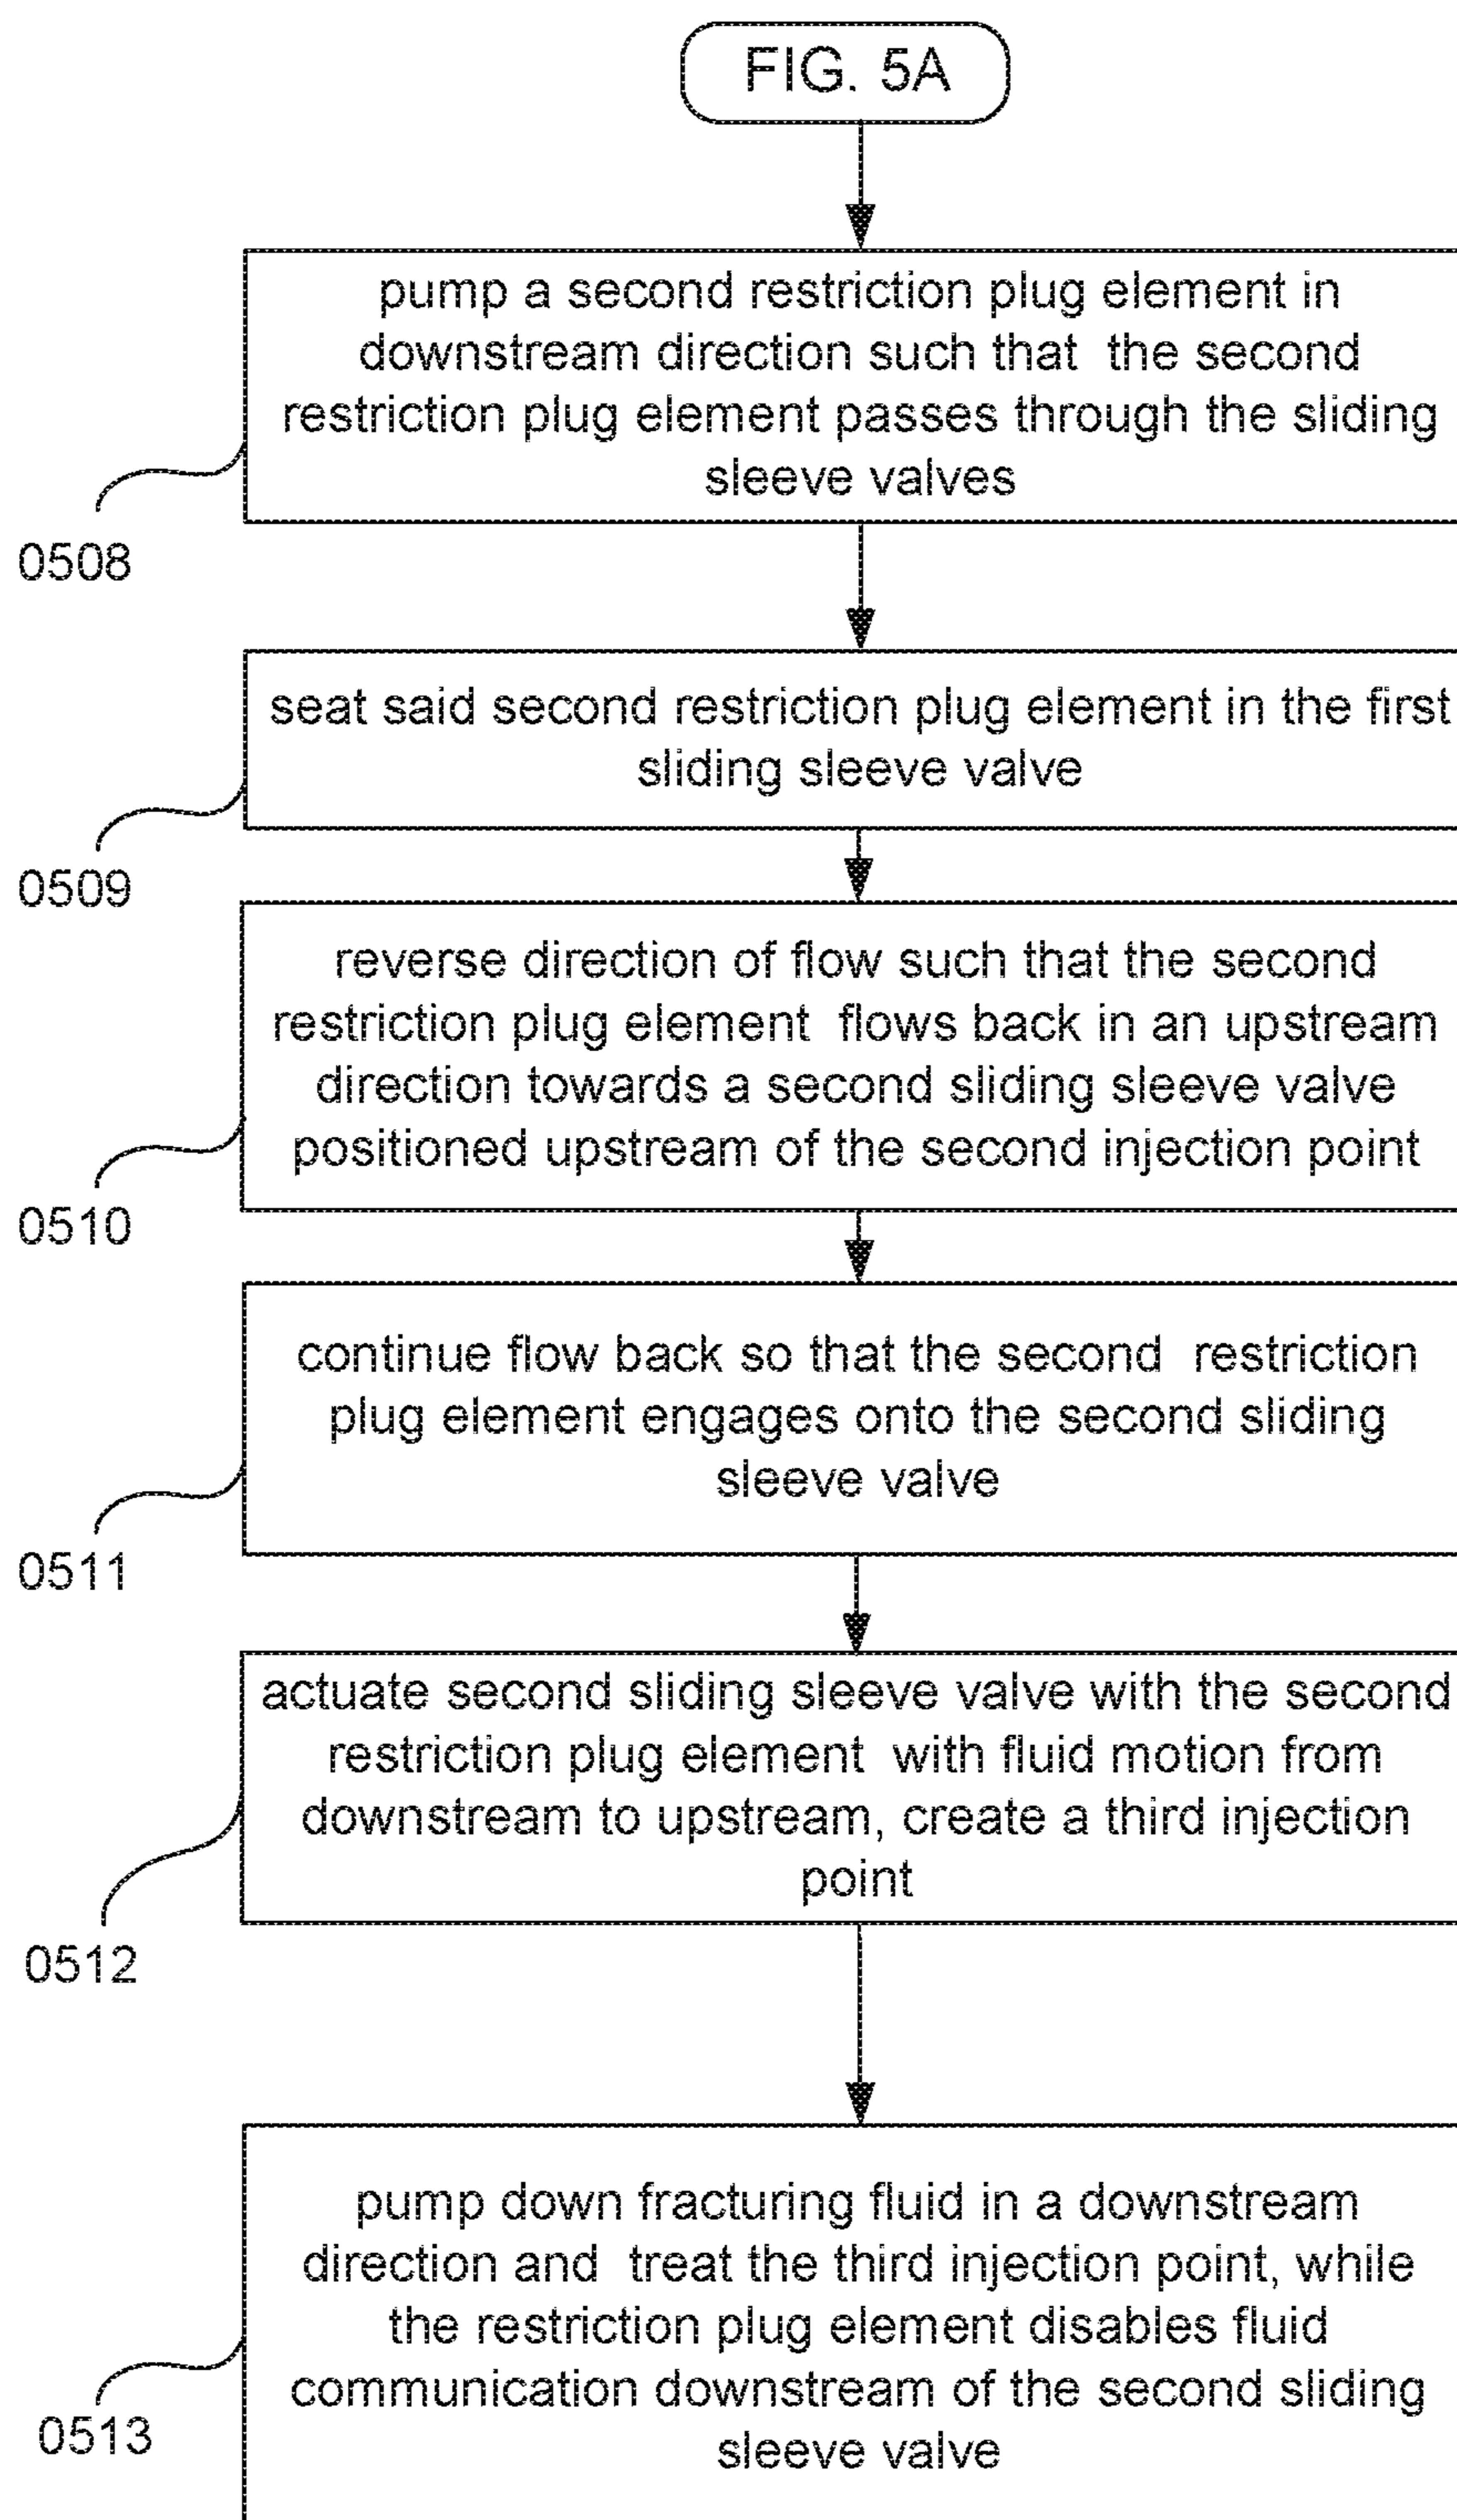 FIG. 5A
pump a second restriction plug element in
downstream direction such that the second
restriction plug element passes through the sliding
sleeve valves
0508
seat said second restriction plug element in the first
sliding sleeve valve
0509
reverse direction of flow such that the second
restriction plug element flows back in an upstream
direction towards a second sliding sleeve valve
positioned upstream of the second injection point
0510
continue flow back so that the second restriction
plug element engages onto the second sliding
sleeve valve
0511
actuate second sliding sleeve valve with the second
restriction plug element with fluid motion from
downstream to upstream, create a third injection
point
0512
pump down fracturing fluid in a downstream
direction and treat the third injection point, while
the restriction plug element disables fluid
communication downstream of the second sliding
sleeve valve
0513